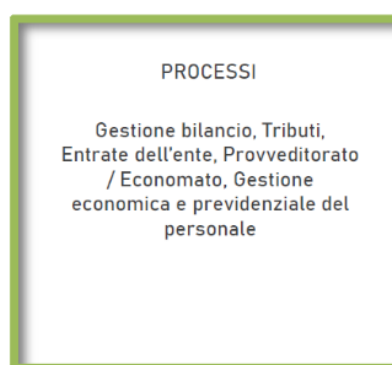 PROCESSI
Gestione bilancio, Tributi,
Entrate dell'ente, Provveditorato
/ Economato, Gestione
economica e previdenziale del
personale